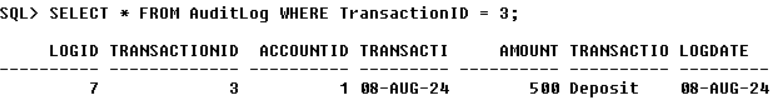 SQL> SELECT * FROM AuditLog WHERE TransactionID = 3;
LOGID TRANSACTIONID ACCOUNTID TRANSACTI AMOUNT TRANSACTIO LOGDATE
---------- ------------- ---------- --------- ---------- ---------- ---------
7 3 1 08-AUG-24 500 Deposit 08-AUG-24